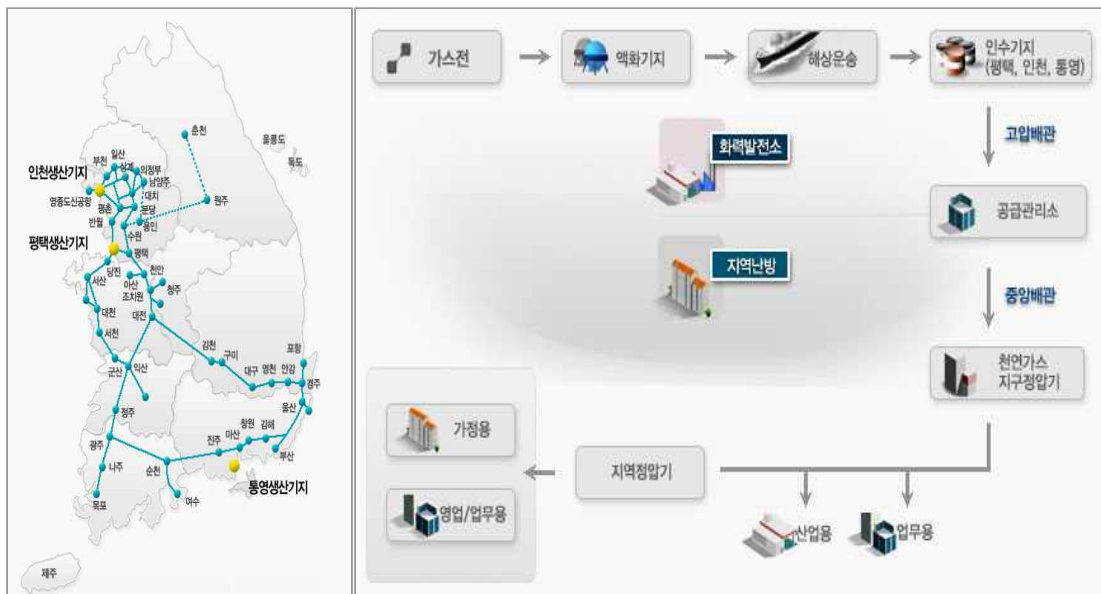 춘천
울릉도
독도
일산
부천
상계
의정부
남양주
인천생산기지
영종도신공항
대치
평촌
분당
원주
반월
용인
수원
평택생산기지
평택
당진
서산
천안
아산
청주
조치원
대천
대전
서천
김천
구미
포항
군산
익산
대구
영천
안강
경주
정주
울산
창원
김해
광주
진주
마산
부산
나주
순천
통영생산기지
목포
여수
제주
가스전
액화기지
해상운송
인수기지
(평택, 인천, 통영)
고압배관
화력발전소
공급관리소
지역난방
중앙배관
천연가스
지구정압기
가정용
지역정압기
영업/업무용
산업용
업무용